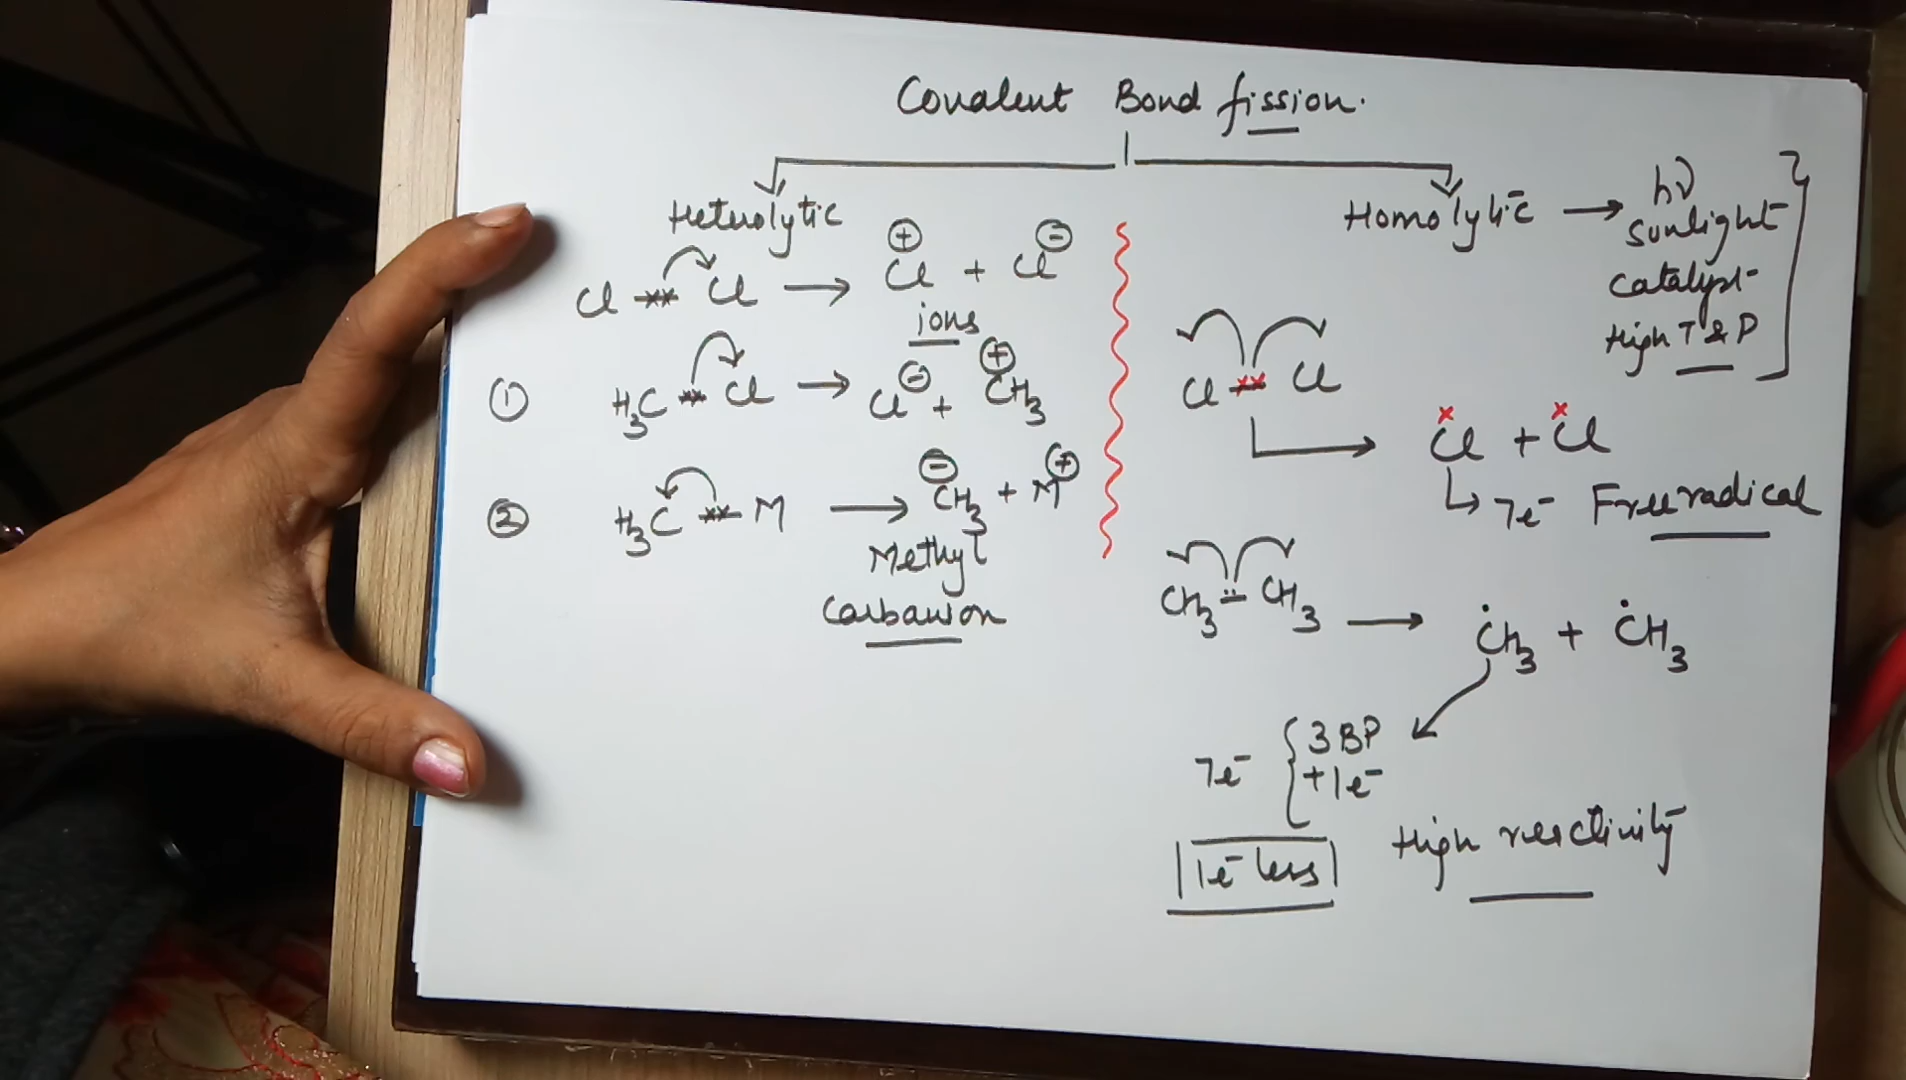 Covalent Bond fission.
Heterolytic
Cl ×× Cl → Cl⊕ + Cl⊖
ions
① H₃C ×× Cl → Cl⊖ + ⊕CH₃
② H₃C ×× M → ⊖CH₃ + M⊕
Methyl
Carbanion
Homolytic → hν
Sunlight
Catalyst
High T & P
Cl ×× Cl
Cl + Cl
↳ 7e⁻ Free radical
CH₃ — CH₃ → ĊH₃ + ĊH₃
7e⁻ { 3 BP
+ 1e⁻
1e⁻ less
High reactivity